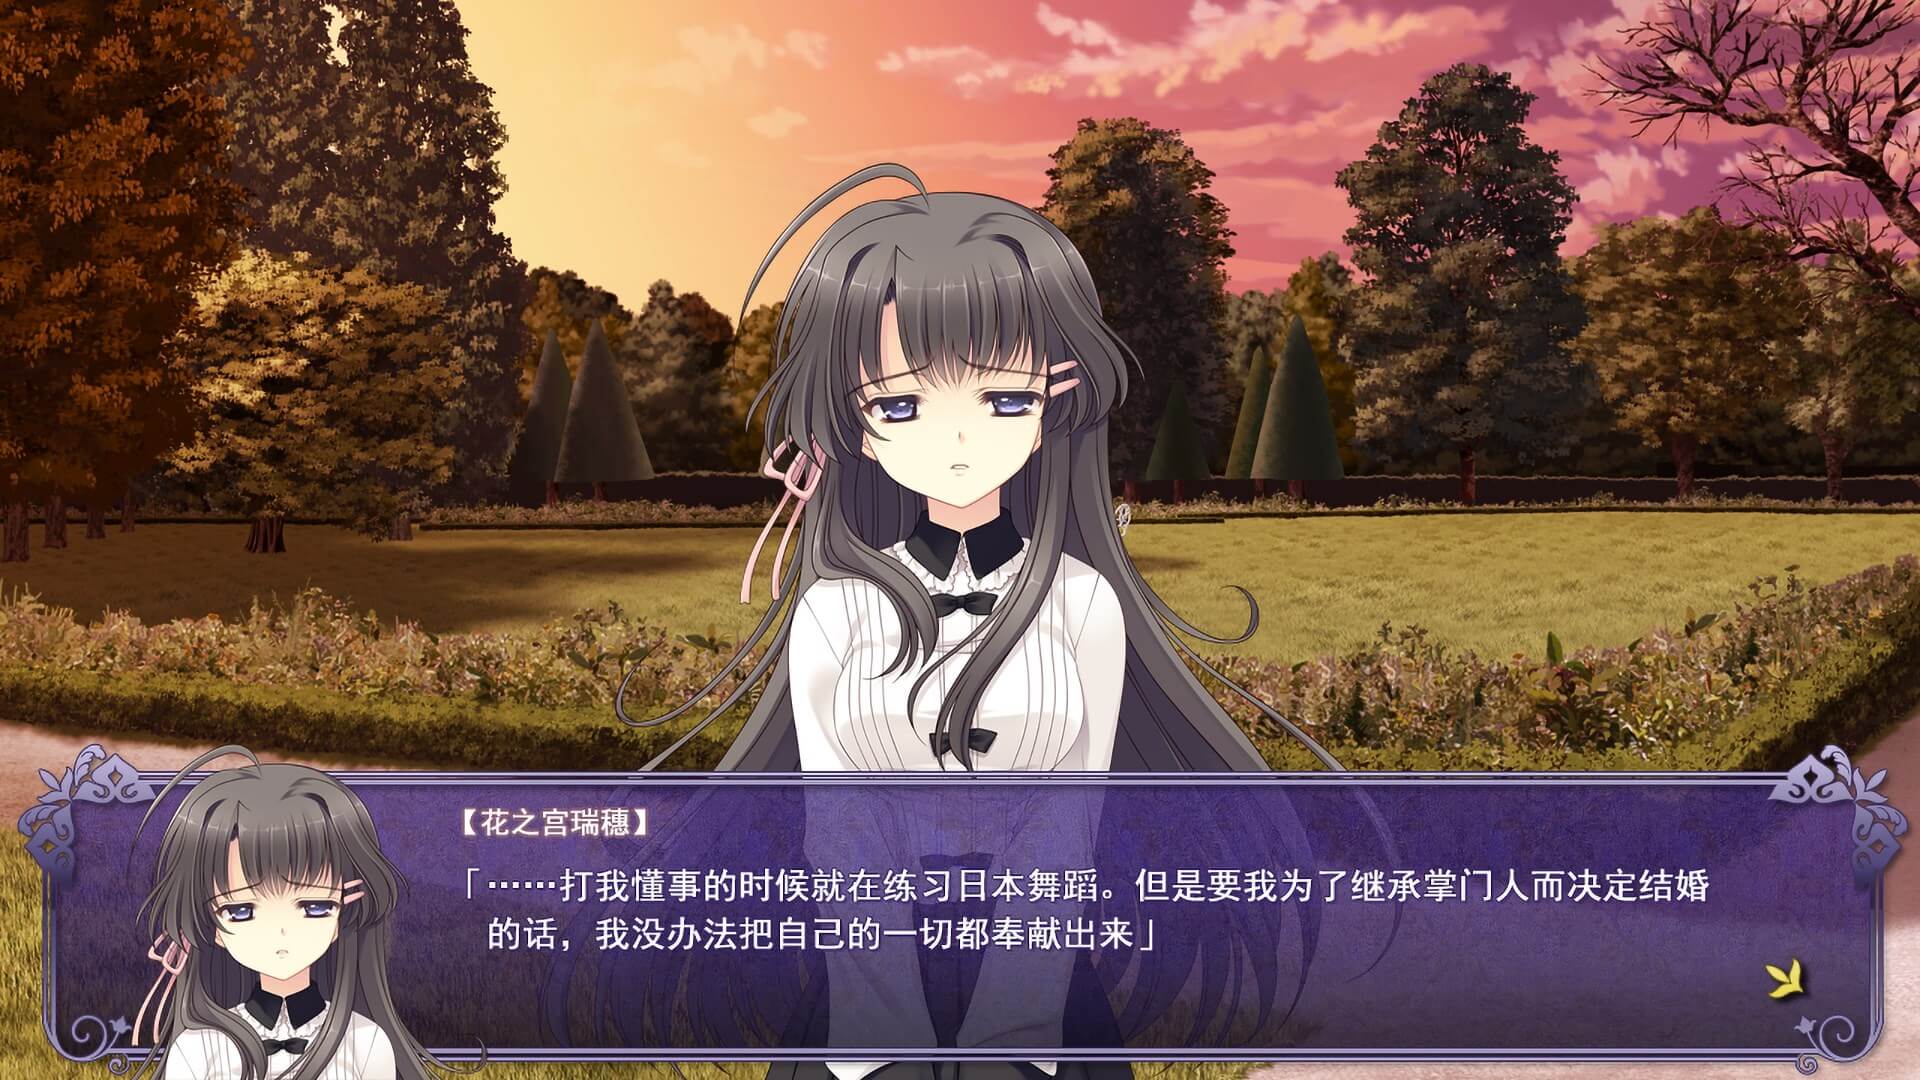 【花之宫瑞穗】
「……打我懂事的时候就在练习日本舞蹈。但是要我为了继承掌门人而决定结婚
的话，我没办法把自己的一切都奉献出来」